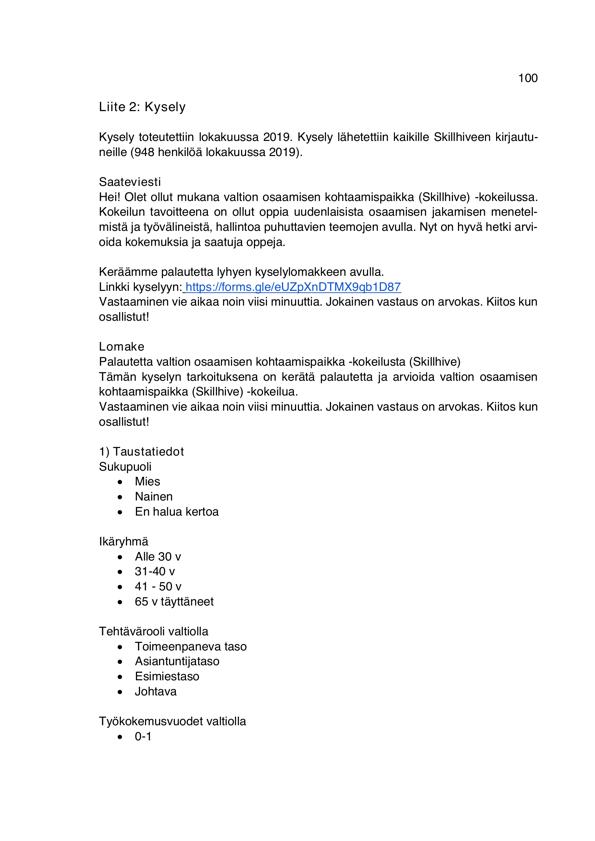 100
Liite 2: Kysely
Kysely toteutettiin lokakuussa 2019. Kysely lähetettiin kaikille Skillhiveen kirjautu-
neille (948 henkilöä lokakuussa 2019).
Saateviesti
Hei! Olet ollut mukana valtion osaamisen kohtaamispaikka (Skillhive) -kokeilussa.
Kokeilun tavoitteena on ollut oppia uudenlaisista osaamisen jakamisen menetel-
mistä ja työvälineistä, hallintoa puhuttavien teemojen avulla. Nyt on hyvä hetki arvi-
oida kokemuksia ja saatuja oppeja.
Keräämme palautetta lyhyen kyselylomakkeen avulla.
Linkki kyselyyn: https://forms.gle/eUZpXnDTMX9qb1D87
Vastaaminen vie aikaa noin viisi minuuttia. Jokainen vastaus on arvokas. Kiitos kun
osallistut!
Lomake
Palautetta valtion osaamisen kohtaamispaikka -kokeilusta (Skillhive)
Tämän kyselyn tarkoituksena on kerätä palautetta ja arvioida valtion osaamisen
kohtaamispaikka (Skillhive) -kokeilua.
Vastaaminen vie aikaa noin viisi minuuttia. Jokainen vastaus on arvokas. Kiitos kun
osallistut!
1) Taustatiedot
Sukupuoli
• Mies
• Nainen
• En halua kertoa
Ikäryhmä
• Alle 30 v
• 31-40 v
• 41 - 50 v
• 65 v täyttäneet
Tehtävärooli valtiolla
• Toimeenpaneva taso
• Asiantuntijataso
• Esimiestaso
• Johtava
Työkokemusvuodet valtiolla
• 0-1